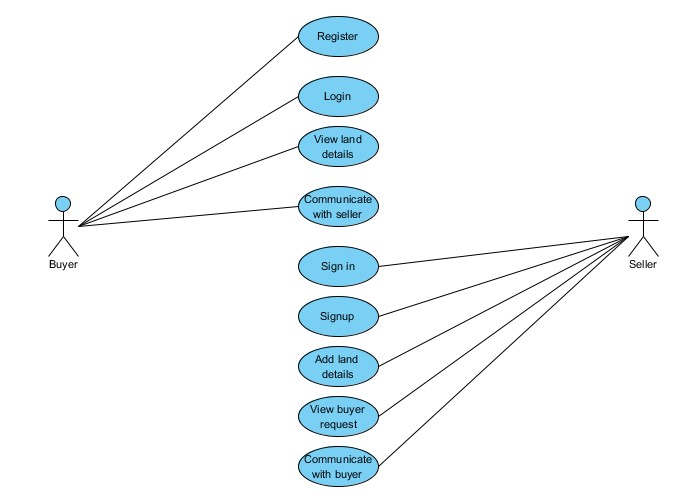 Register
Login
View land
details
Communicate
with seller
Buyer
Seller
Sign in
Signup
Add land
details
View buyer
request
Communicate
with buyer